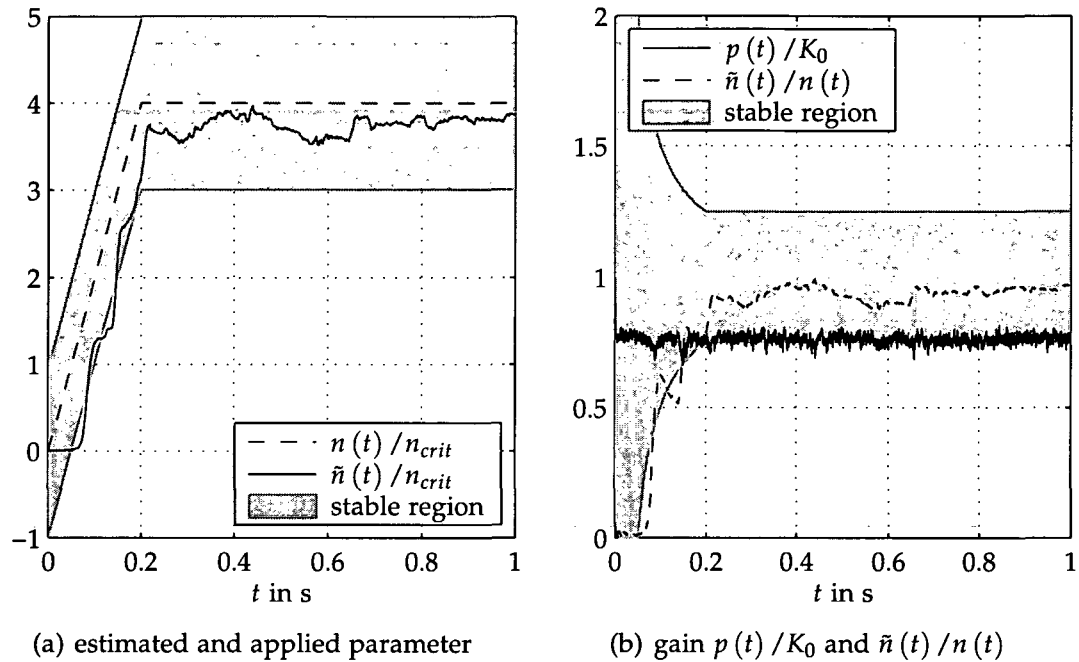 5
4
3
2
1
0
−1
0
0.2
0.4
0.6
0.8
1
t in s
n (t) /n_crit
ñ (t) /n_crit
stable region
(a) estimated and applied parameter
2
1.5
1
0.5
0
0
0.2
0.4
0.6
0.8
1
t in s
p (t) /K₀
ñ (t) /n (t)
stable region
(b) gain p (t) /K₀ and ñ (t) /n (t)